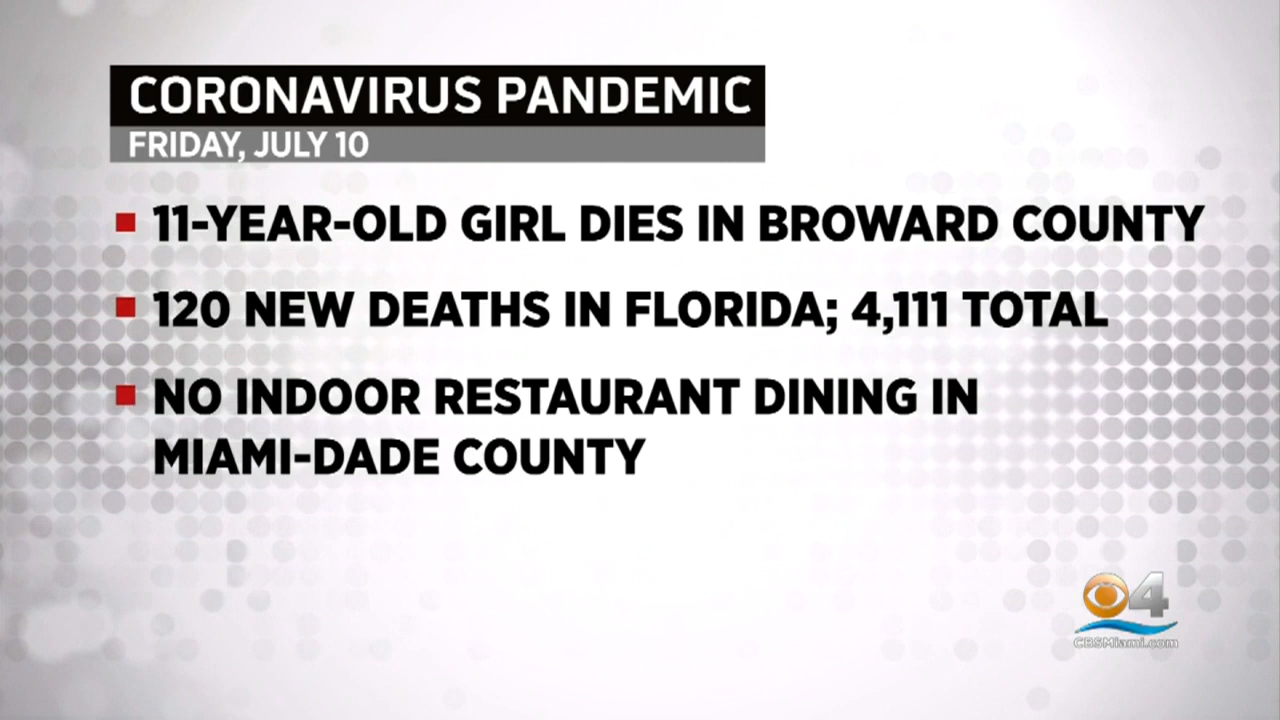 CORONAVIRUS PANDEMIC
FRIDAY, JULY 10
11-YEAR-OLD GIRL DIES IN BROWARD COUNTY
120 NEW DEATHS IN FLORIDA; 4,111 TOTAL
NO INDOOR RESTAURANT DINING IN
MIAMI-DADE COUNTY
4
CBSMiami.com